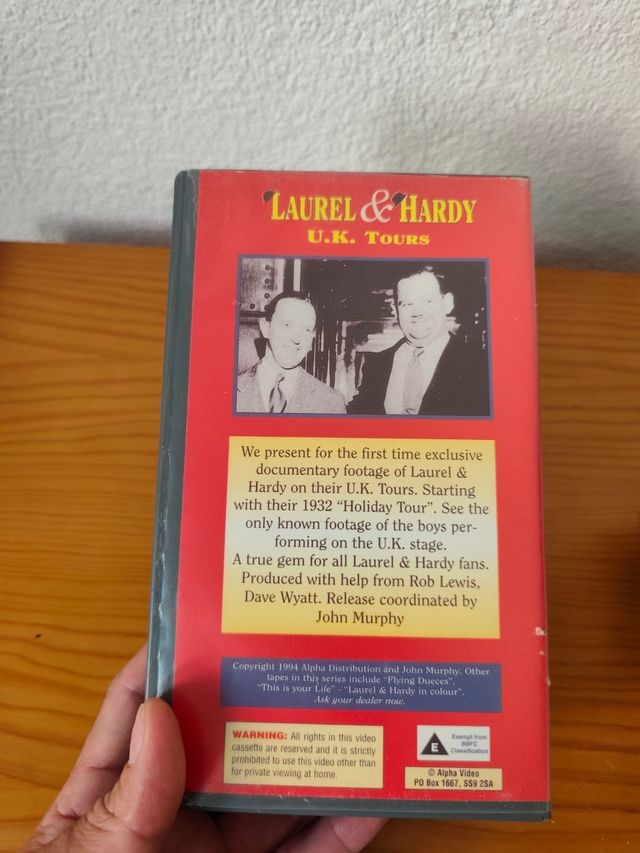 LAUREL & HARDY
U.K. TOURS
We present for the first time exclusive
documentary footage of Laurel &
Hardy on their U.K. Tours. Starting
with their 1932 “Holiday Tour”. See the
only known footage of the boys per-
forming on the U.K. stage.
A true gem for all Laurel & Hardy fans.
Produced with help from Rob Lewis,
Dave Wyatt. Release coordinated by
John Murphy
Copyright 1994 Alpha Distribution and John Murphy. Other
tapes in this series include “Flying Dueces”,
“This is your Life” - “Laurel & Hardy in colour”.
Ask your dealer now.
WARNING: All rights in this video
cassette are reserved and it is strictly
prohibited to use this video other than
for private viewing at home.
E
Exempt from
BBFC
Classification
© Alpha Video
PO Box 1667, SS9 2SA